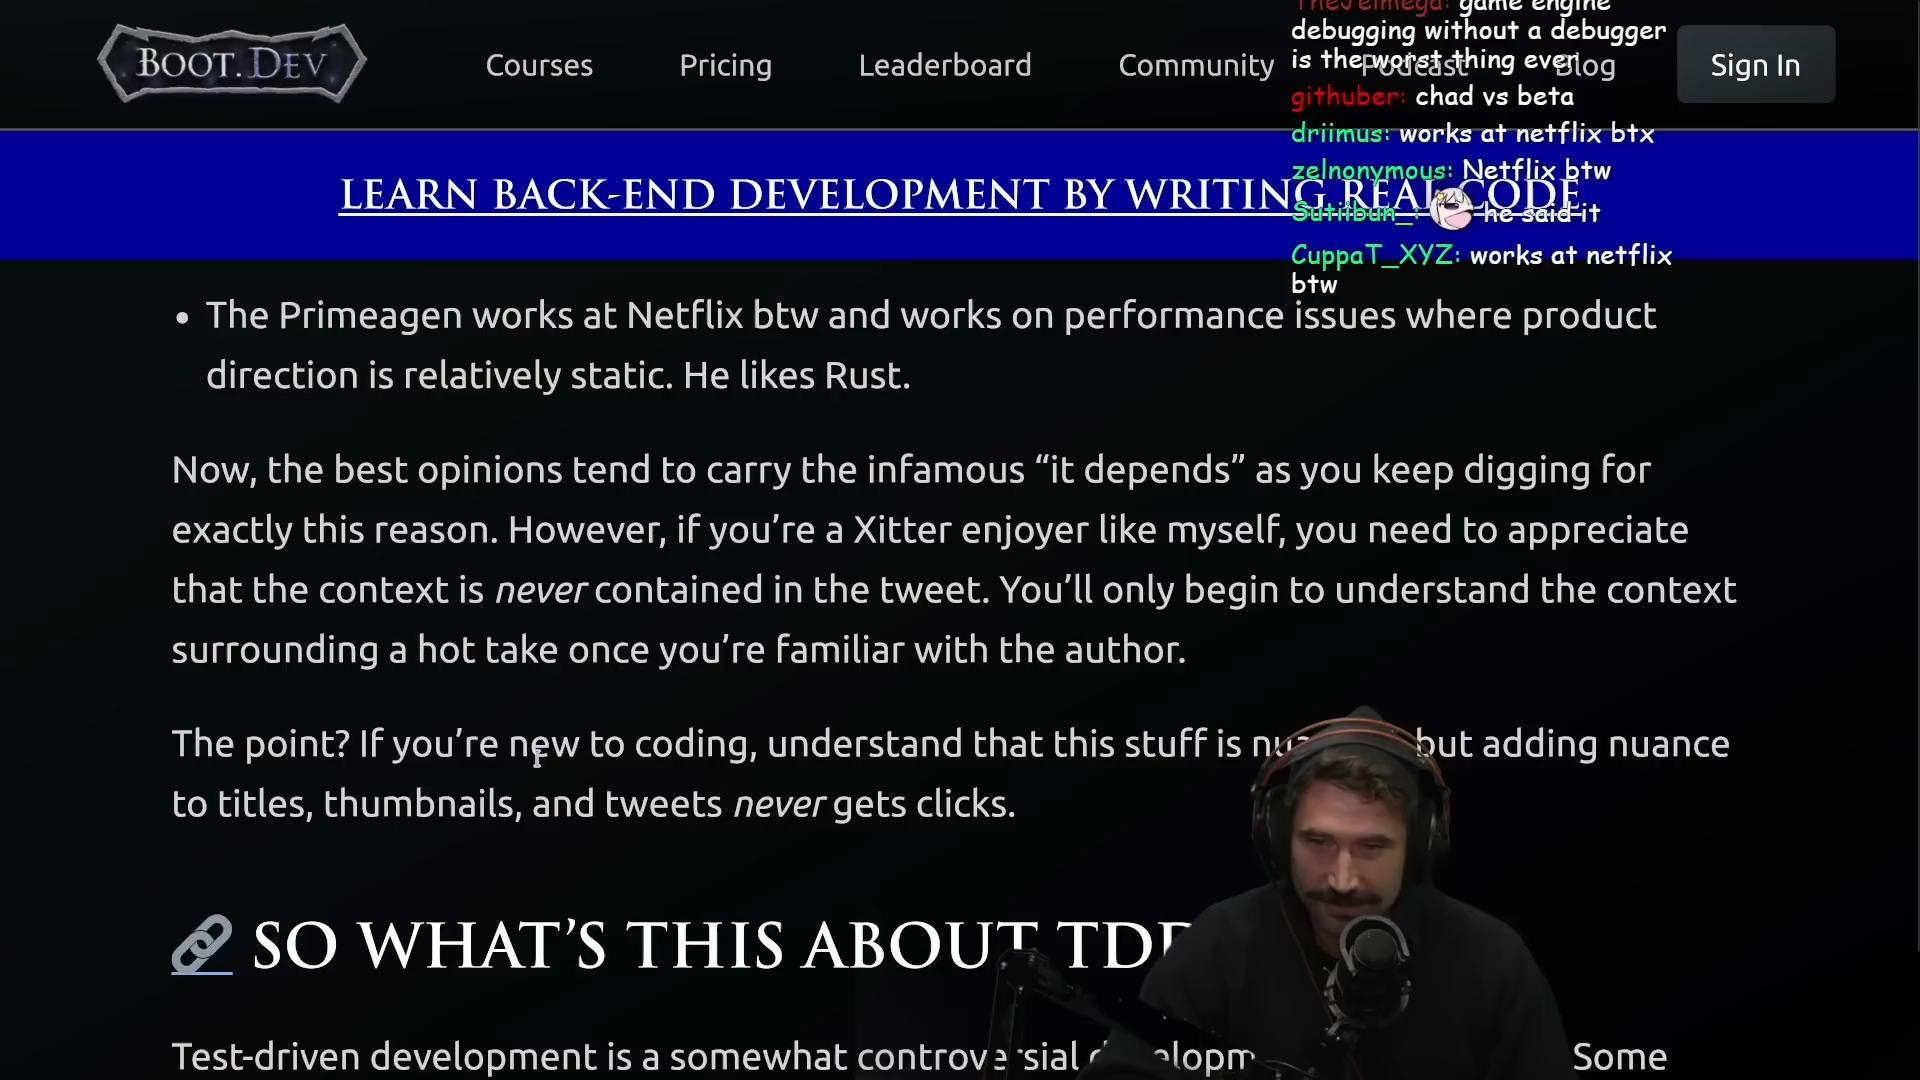 BOOT.DEV
Courses Pricing Leaderboard Community Podcast Blog Sign In
TheJeimega: game engine
debugging without a debugger
is the worst thing ever
githuber: chad vs beta
driimus: works at netflix btx
zelnonymous: Netflix btw
Sutiibun_: he said it
CuppaT_XYZ: works at netflix
btw
LEARN BACK-END DEVELOPMENT BY WRITING REAL CODE
• The Primeagen works at Netflix btw and works on performance issues where product
direction is relatively static. He likes Rust.
Now, the best opinions tend to carry the infamous “it depends” as you keep digging for
exactly this reason. However, if you’re a Xitter enjoyer like myself, you need to appreciate
that the context is never contained in the tweet. You’ll only begin to understand the context
surrounding a hot take once you’re familiar with the author.
The point? If you’re new to coding, understand that this stuff is but adding nuance
to titles, thumbnails, and tweets never gets clicks.
SO WHAT’S THIS ABOUT TDD
Test-driven development is a somewhat controversial Some